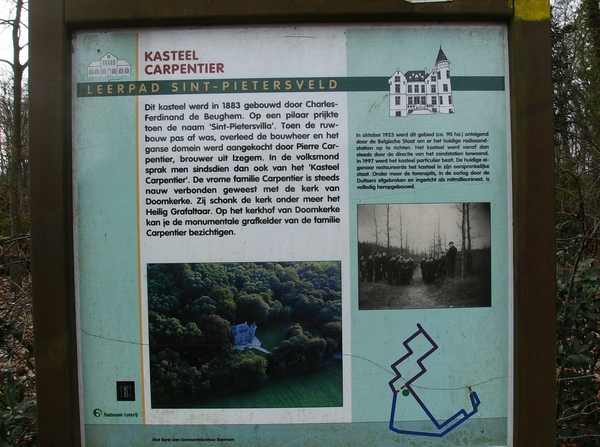 KASTEEL
CARPENTIER
LEERPAD SINT-PIETERSVELD
Dit kasteel werd in 1883 gebouwd door Charles-
Ferdinand de Beughem. Op een pilaar prijkte
toen de naam 'Sint-Pietersvilla'. Toen de ruw-
bouw pas af was, overleed de bouwheer en het
ganse domein werd aangekocht door Pierre Car-
pentier, brouwer uit Izegem. In de volksmond
sprak men sindsdien dan ook van het 'Kasteel
Carpentier'. De vrome familie Carpentier is steeds
nauw verbonden geweest met de kerk van
Doomkerke. Zij schonk de kerk onder meer het
Heilig Grafaltaar. Op het kerkhof van Doomkerke
kan je de monumentale grafkelder van de familie
Carpentier bezichtigen.
In oktober 1923 werd dit gebied (ca. 90 ha.) onteigend
door de Belgische Staat om er het huidige radiozend-
station op te richten. Het kasteel werd vanaf dan
steeds door de directie van het zendstation bewoond.
In 1997 werd het kasteel particulier bezit. De huidige ei-
genaar restaureerde het kasteel in zijn oorspronkelijke
staat. Onder meer de torenspits, in de oorlog door de
Duitsers afgebroken en ingericht als mitrailleursnest, is
volledig heropgebouwd.
Nationale Loterij
Met dank aan Gemeentebestuur